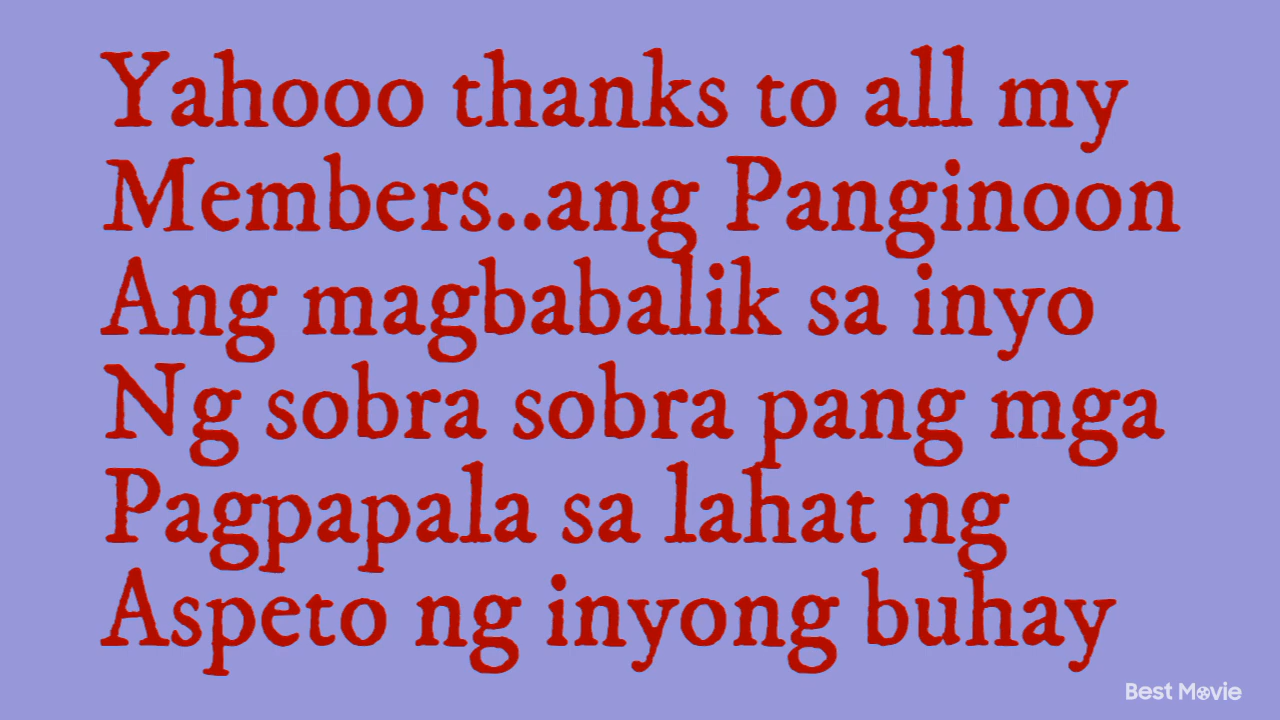 Yahooo thanks to all my
Members..ang Panginoon
Ang magbabalik sa inyo
Ng sobra sobra pang mga
Pagpapala sa lahat ng
Aspeto ng inyong buhay
Best Movie